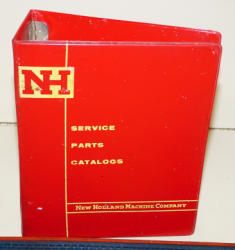 NH
SERVICE
PARTS
CATALOGS
NEW HOLLAND MACHINE COMPANY